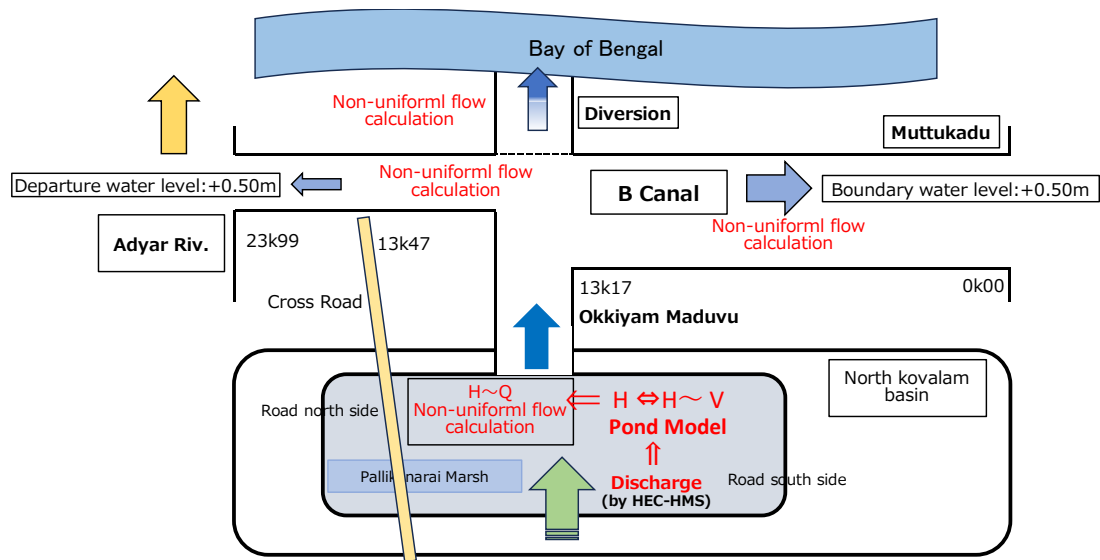 Bay of Bengal
Non-uniforml flow
calculation
Diversion
Muttukadu
Departure water level:+0.50m
Non-uniforml flow
calculation
B Canal
Boundary water level:+0.50m
Non-uniforml flow
calculation
Adyar Riv.
23k99
13k47
Cross Road
13k17
0k00
Okkiyam Maduvu
North kovalam
basin
Road north side
H~Q
Non-uniforml flow
calculation
⇐ H ⇔H~ V
Pond Model
⇑
Pallikanarai Marsh
Discharge
(by HEC-HMS)
Road south side